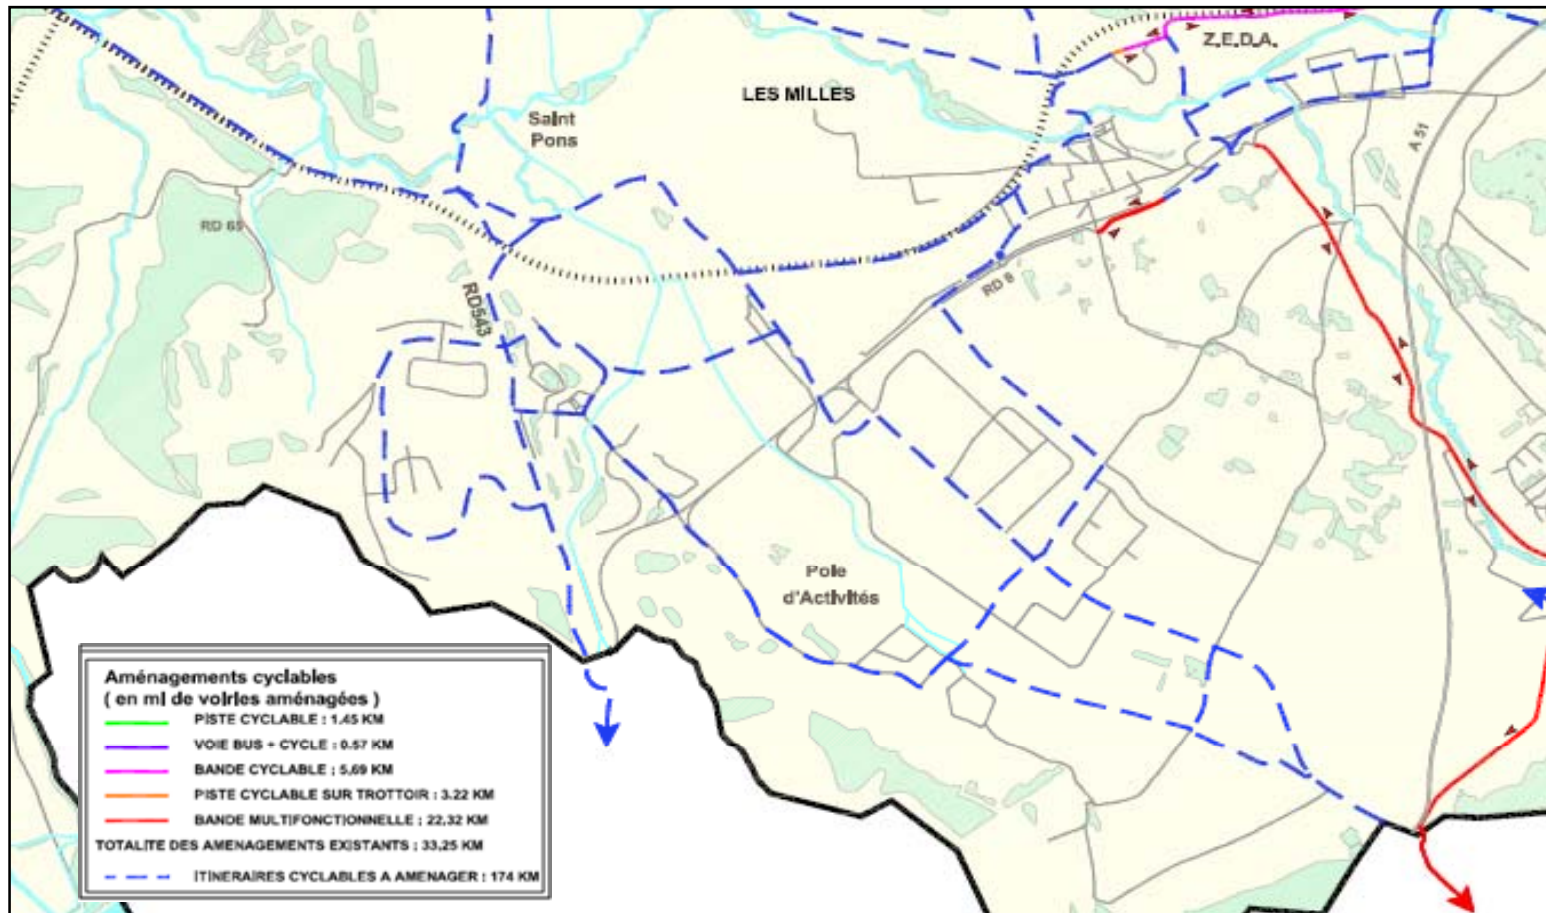 Z.E.D.A.
LES MILLES
Saint
Pons
A 51
RD 65
RD 8
RD543
Pole
d'Activités
Aménagements cyclables
( en ml de voiries aménagées )
PISTE CYCLABLE : 1.45 KM
VOIE BUS + CYCLE : 0.57 KM
BANDE CYCLABLE : 5,69 KM
PISTE CYCLABLE SUR TROTTOIR : 3.22 KM
BANDE MULTIFONCTIONNELLE : 22,32 KM
TOTALITE DES AMENAGEMENTS EXISTANTS : 33,25 KM
ITINERAIRES CYCLABLES A AMENAGER : 174 KM